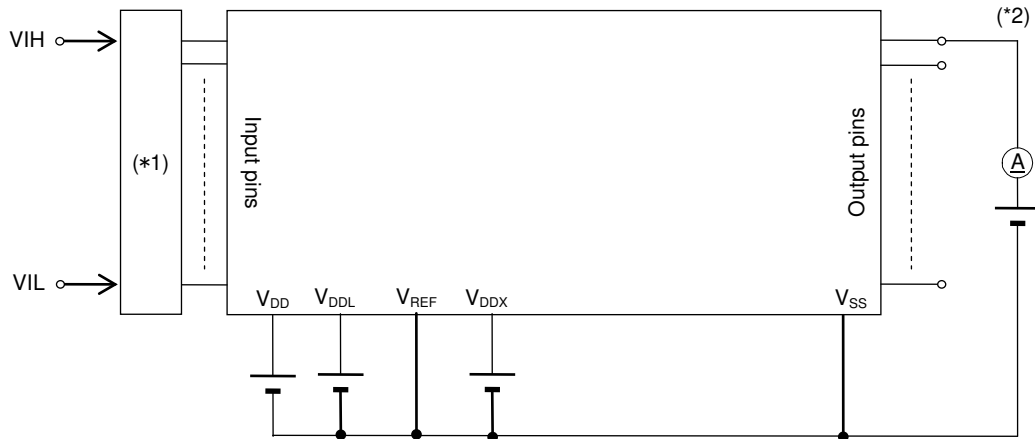 (*2)
VIH
(*1)
Input pins
Output pins
A
VIL
VDD
VDDL
VREF
VDDX
VSS